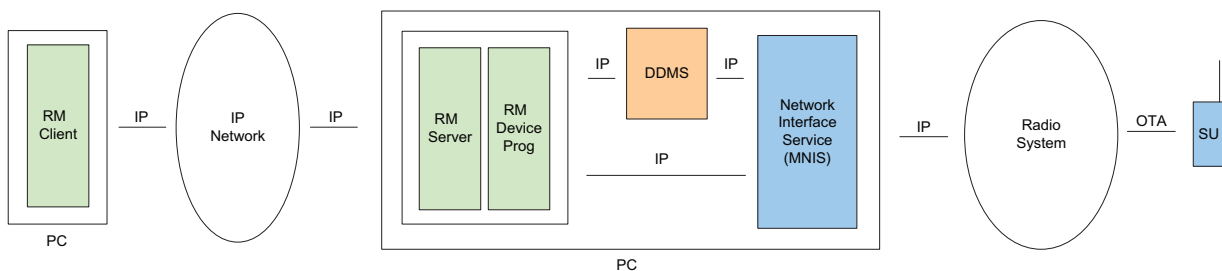 RM
Client
PC
IP
IP
Network
IP
RM
Server
RM
Device
Prog
IP
DDMS
IP
IP
Network
Interface
Service
(MNIS)
PC
IP
Radio
System
OTA
SU